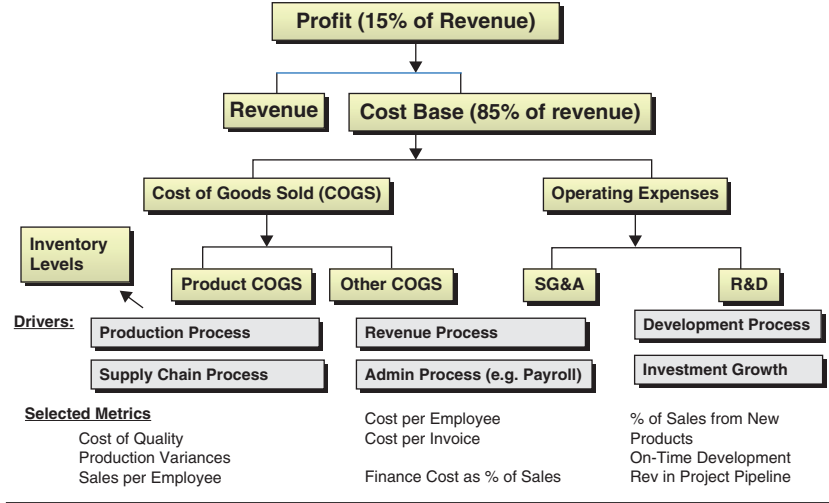 Profit (15% of Revenue)
Revenue
Cost Base (85% of revenue)
Cost of Goods Sold (COGS)
Operating Expenses
Inventory
Levels
Product COGS
Other COGS
SG&A
R&D
Drivers:
Production Process
Revenue Process
Development Process
Supply Chain Process
Admin Process (e.g. Payroll)
Investment Growth
Selected Metrics
Cost of Quality
Production Variances
Sales per Employee
Cost per Employee
Cost per Invoice
Finance Cost as % of Sales
% of Sales from New
Products
On-Time Development
Rev in Project Pipeline